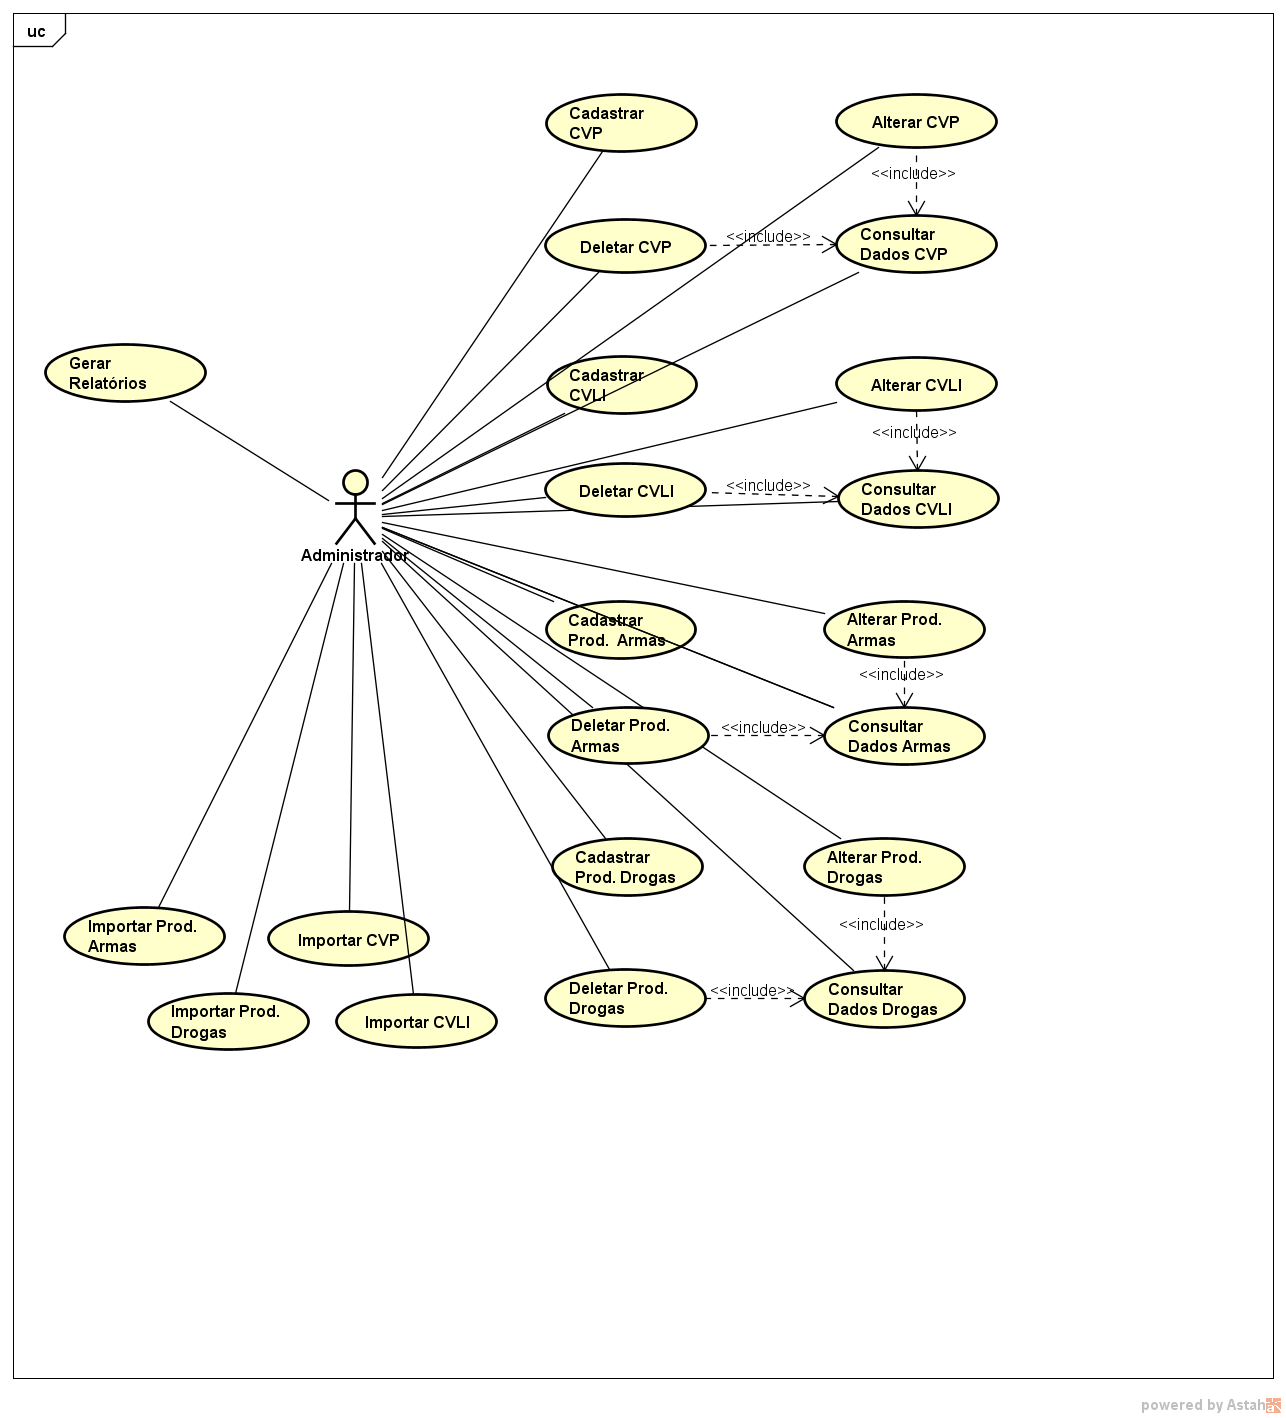 uc
Cadastrar
CVP
Alterar CVP
<<include>>
Deletar CVP
<<include>>
Consultar
Dados CVP
Gerar
Relatórios
Cadastrar
CVLI
Alterar CVLI
<<include>>
Deletar CVLI
<<include>>
Consultar
Dados CVLI
Administrador
Cadastrar
Prod.  Armas
Alterar Prod.
Armas
<<include>>
Deletar Prod.
Armas
<<include>>
Consultar
Dados Armas
Cadastrar
Prod. Drogas
Alterar Prod.
Drogas
<<include>>
Importar Prod.
Armas
Importar CVP
Deletar Prod.
Drogas
<<include>>
Consultar
Dados Drogas
Importar Prod.
Drogas
Importar CVLI
powered by Astah